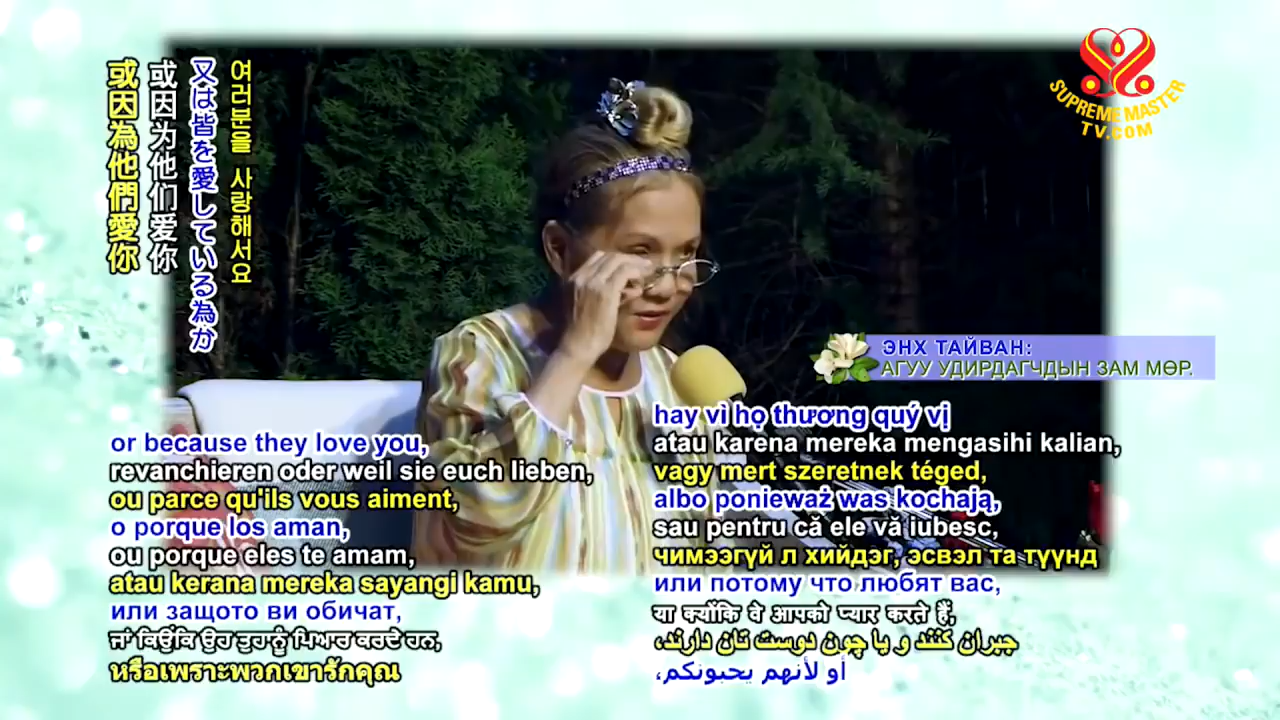 或因為他們愛你
或因为他们爱你
又は皆を愛している為か
여러분을 사랑해서요
SUPREME MASTER
TV.COM
ЭНХ ТАЙВАН:
АГУУ УДИРДАГЧДЫН ЗАМ МӨР.
or because they love you,
revanchieren oder weil sie euch lieben,
ou parce qu'ils vous aiment,
o porque los aman,
ou porque eles te amam,
atau kerana mereka sayangi kamu,
или защото ви обичат,
ਜਾਂ ਕਿਉਂਕਿ ਉਹ ਤੁਹਾਨੂੰ ਪਿਆਰ ਕਰਦੇ ਹਨ,
หรือเพราะพวกเขารักคุณ
hay vì họ thương quý vị
atau karena mereka mengasihi kalian,
vagy mert szeretnek téged,
albo ponieważ was kochają,
sau pentru că ele vă iubesc,
чимээгүй л хийдэг, эсвэл та түүнд
или потому что любят вас,
या क्योंकि वे आपको प्यार करते हैं,
جبران کنند و یا چون دوست تان دارند،
أو لأنهم يحبونكم،